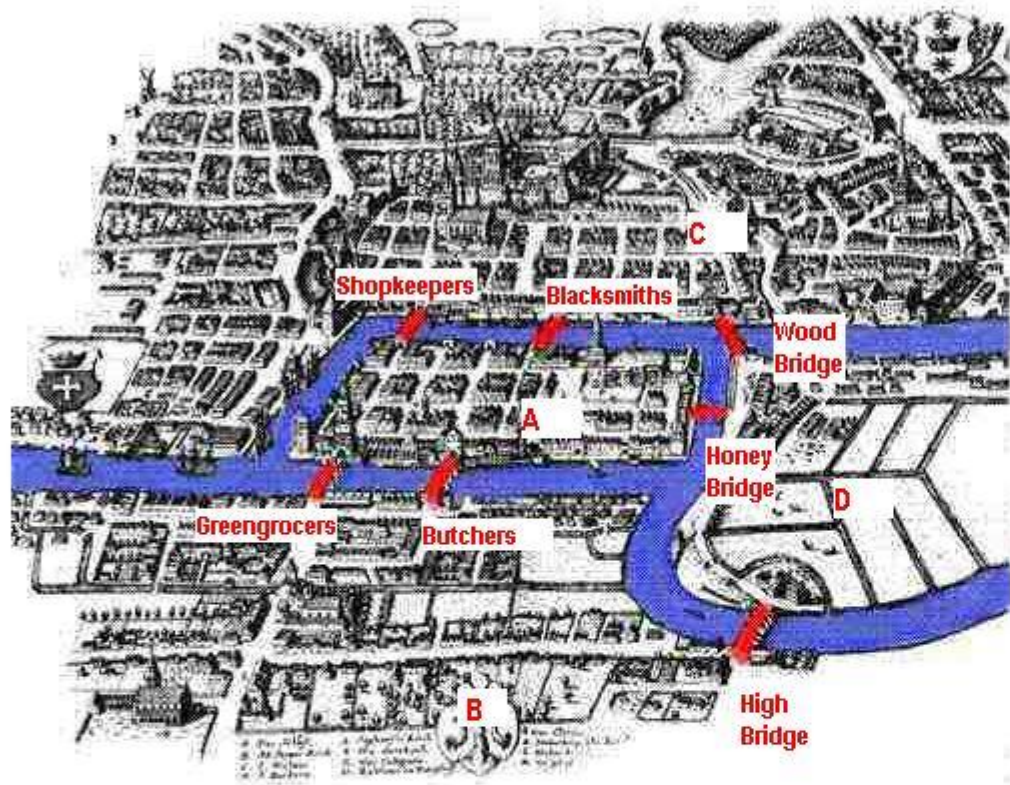 C
Shopkeepers
Blacksmiths
Wood
Bridge
A
Honey
Bridge
D
Greengrocers
Butchers
B
High
Bridge